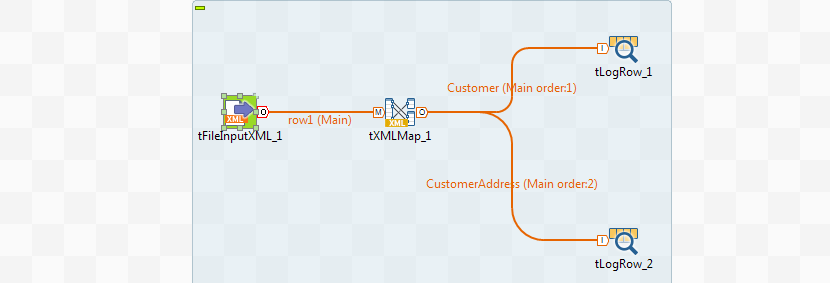 I
tLogRow_1
Customer (Main order:1)
XML
O
row1 (Main)
M
O
XML
tFileInputXML_1
tXMLMap_1
CustomerAddress (Main order:2)
I
tLogRow_2